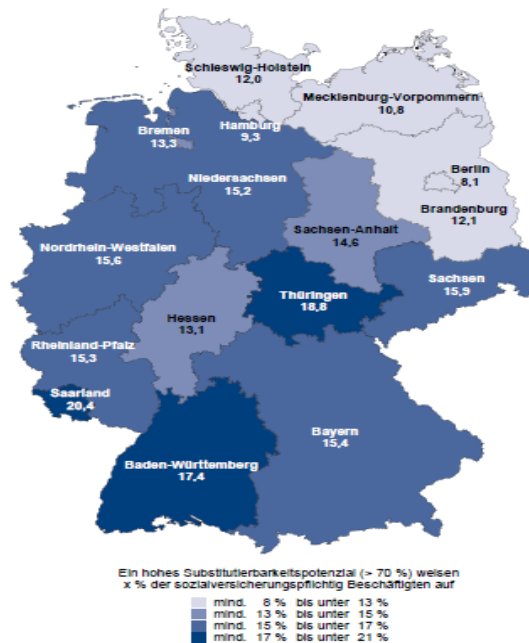 Schleswig-Holstein
12,0
Mecklenburg-Vorpommern
10,8
Hamburg
9,3
Bremen
13,3
Berlin
8,1
Niedersachsen
15,2
Brandenburg
12,1
Sachsen-Anhalt
14,6
Nordrhein-Westfalen
15,6
Sachsen
15,9
Thüringen
18,8
Hessen
13,1
Rheinland-Pfalz
15,3
Saarland
20,4
Bayern
15,4
Baden-Württemberg
17,4
Ein hohes Substitutierbarkeitspotenzial (> 70 %) weisen
x % der sozialversicherungspflichtig Beschäftigten auf
mind. 8 % bis unter 13 %
mind. 13 % bis unter 15 %
mind. 15 % bis unter 17 %
mind. 17 % bis unter 21 %